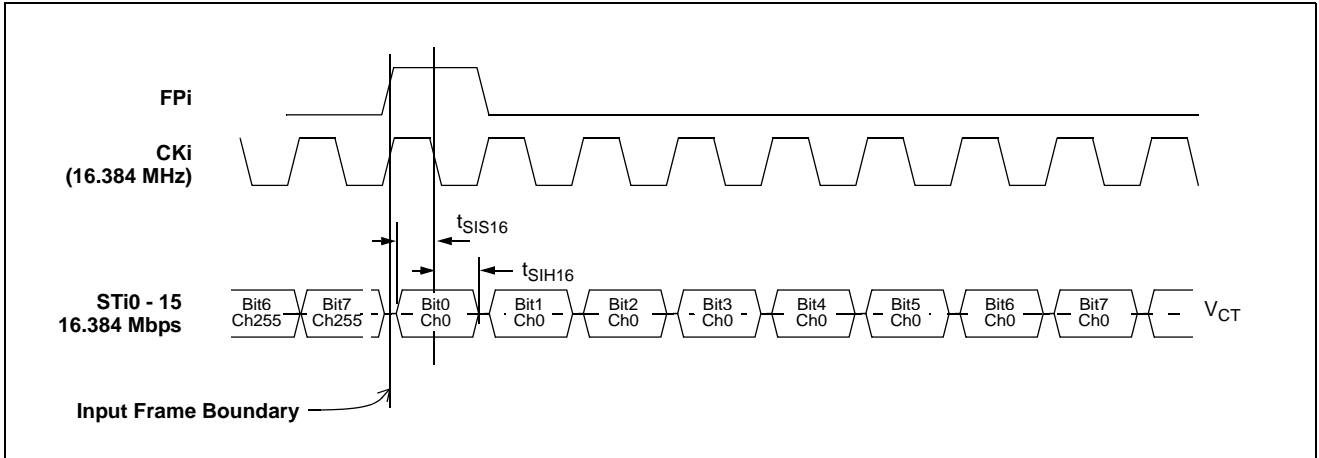 FPi
CKi
(16.384 MHz)
tSIS16
tSIH16
STi0 - 15
16.384 Mbps
Bit6
Ch255
Bit7
Ch255
Bit0
Ch0
Bit1
Ch0
Bit2
Ch0
Bit3
Ch0
Bit4
Ch0
Bit5
Ch0
Bit6
Ch0
Bit7
Ch0
VCT
Input Frame Boundary